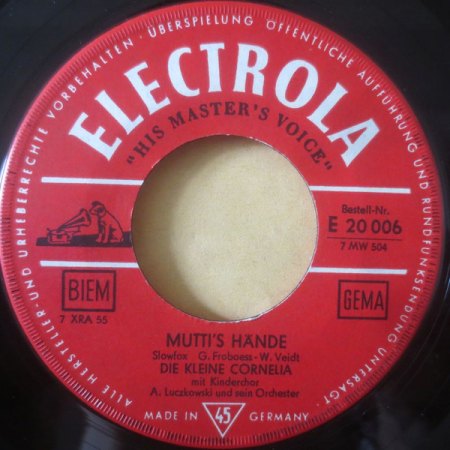 ALLE HERSTELLER- UND URHEBERRECHTE VORBEHALTEN · ÜBERSPIELUNG ÖFFENTLICHE AUFFÜHRUNG UND RUNDFUNKSENDUNG UNTERSAGT
ELECTROLA
"HIS MASTER'S VOICE"
Bestell-Nr.
E 20 006
7 MW 504
BIEM
GEMA
7 XRA 55
MUTTI'S HÄNDE
Slowfox G. Froboess-W. Veidt
DIE KLEINE CORNELIA
mit Kinderchor
A. Luczkowski und sein Orchester
MADE IN 45 GERMANY